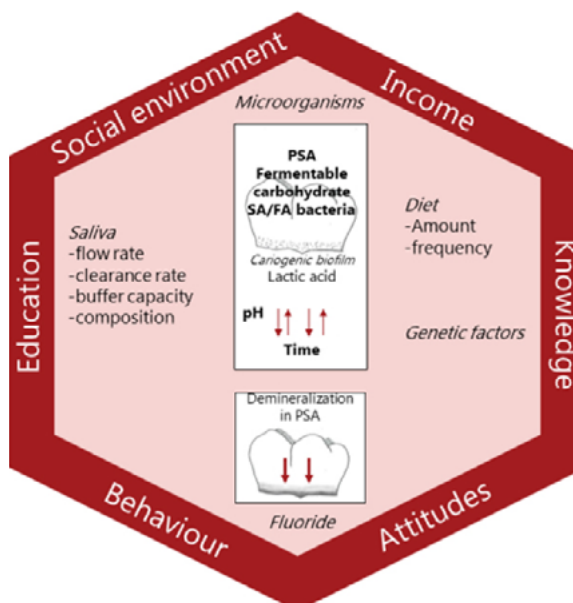 Social environment
Income
Knowledge
Attitudes
Behaviour
Education
Microorganisms
PSA
Fermentable
carbohydrate
SA/FA bacteria
Cariogenic biofilm
Lactic acid
pH
Time
Saliva
-flow rate
-clearance rate
-buffer capacity
-composition
Diet
-Amount
-frequency
Genetic factors
Demineralization
in PSA
Fluoride